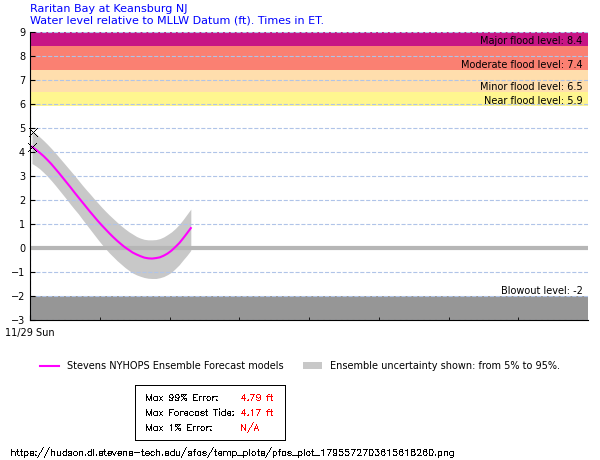 Raritan Bay at Keansburg NJ
Water level relative to MLLW Datum (ft). Times in ET.
9
Major flood level: 8.4
8
Moderate flood level: 7.4
7
Minor flood level: 6.5
Near flood level: 5.9
6
5
4
3
2
1
0
−1
Blowout level: -2
−2
−3
11/29 Sun
Stevens NYHOPS Ensemble Forecast models
Ensemble uncertainty shown: from 5% to 95%.
Max 99% Error: 4.79 ft
Max Forecast Tide: 4.17 ft
Max 1% Error: N/A
https://hudson.dl.stevens-tech.edu/sfas/temp_plots/pfas_plot_1795572703615618260.png